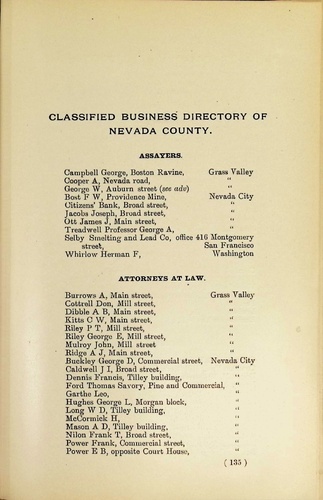 CLASSIFIED BUSINESS DIRECTORY OF
NEVADA COUNTY.
ASSAYERS.
Campbell George, Boston Ravine, Grass Valley
Cooper A, Nevada road, "
George W, Auburn street (see adv) "
Bost F W, Providence Mine, Nevada City
Citizens' Bank, Broad street, "
Jacobs Joseph, Broad street, "
Ott James J, Main street, "
Treadwell Professor George A, "
Selby Smelting and Lead Co, office 416 Montgomery
street, San Francisco
Whirlow Herman F, Washington
ATTORNEYS AT LAW.
Burrows A, Main street, Grass Valley
Cottrell Don, Mill street, "
Dibble A B, Main street, "
Kitts C W, Main street, "
Riley P T, Mill street, "
Riley George E, Mill street, "
Mulroy John, Mill street "
Ridge A J, Main street, "
Buckley George D, Commercial street, Nevada City
Caldwell J I, Broad street, "
Dennis Francis, Tilley building, "
Ford Thomas Savory, Pine and Commercial, "
Garthe Leo, "
Hughes George L, Morgan block, "
Long W D, Tilley building, "
McCormick H, "
Mason A D, Tilley building, "
Nilon Frank T, Broad street, "
Power Frank, Commercial street, "
Power E B, opposite Court House, "
(135)